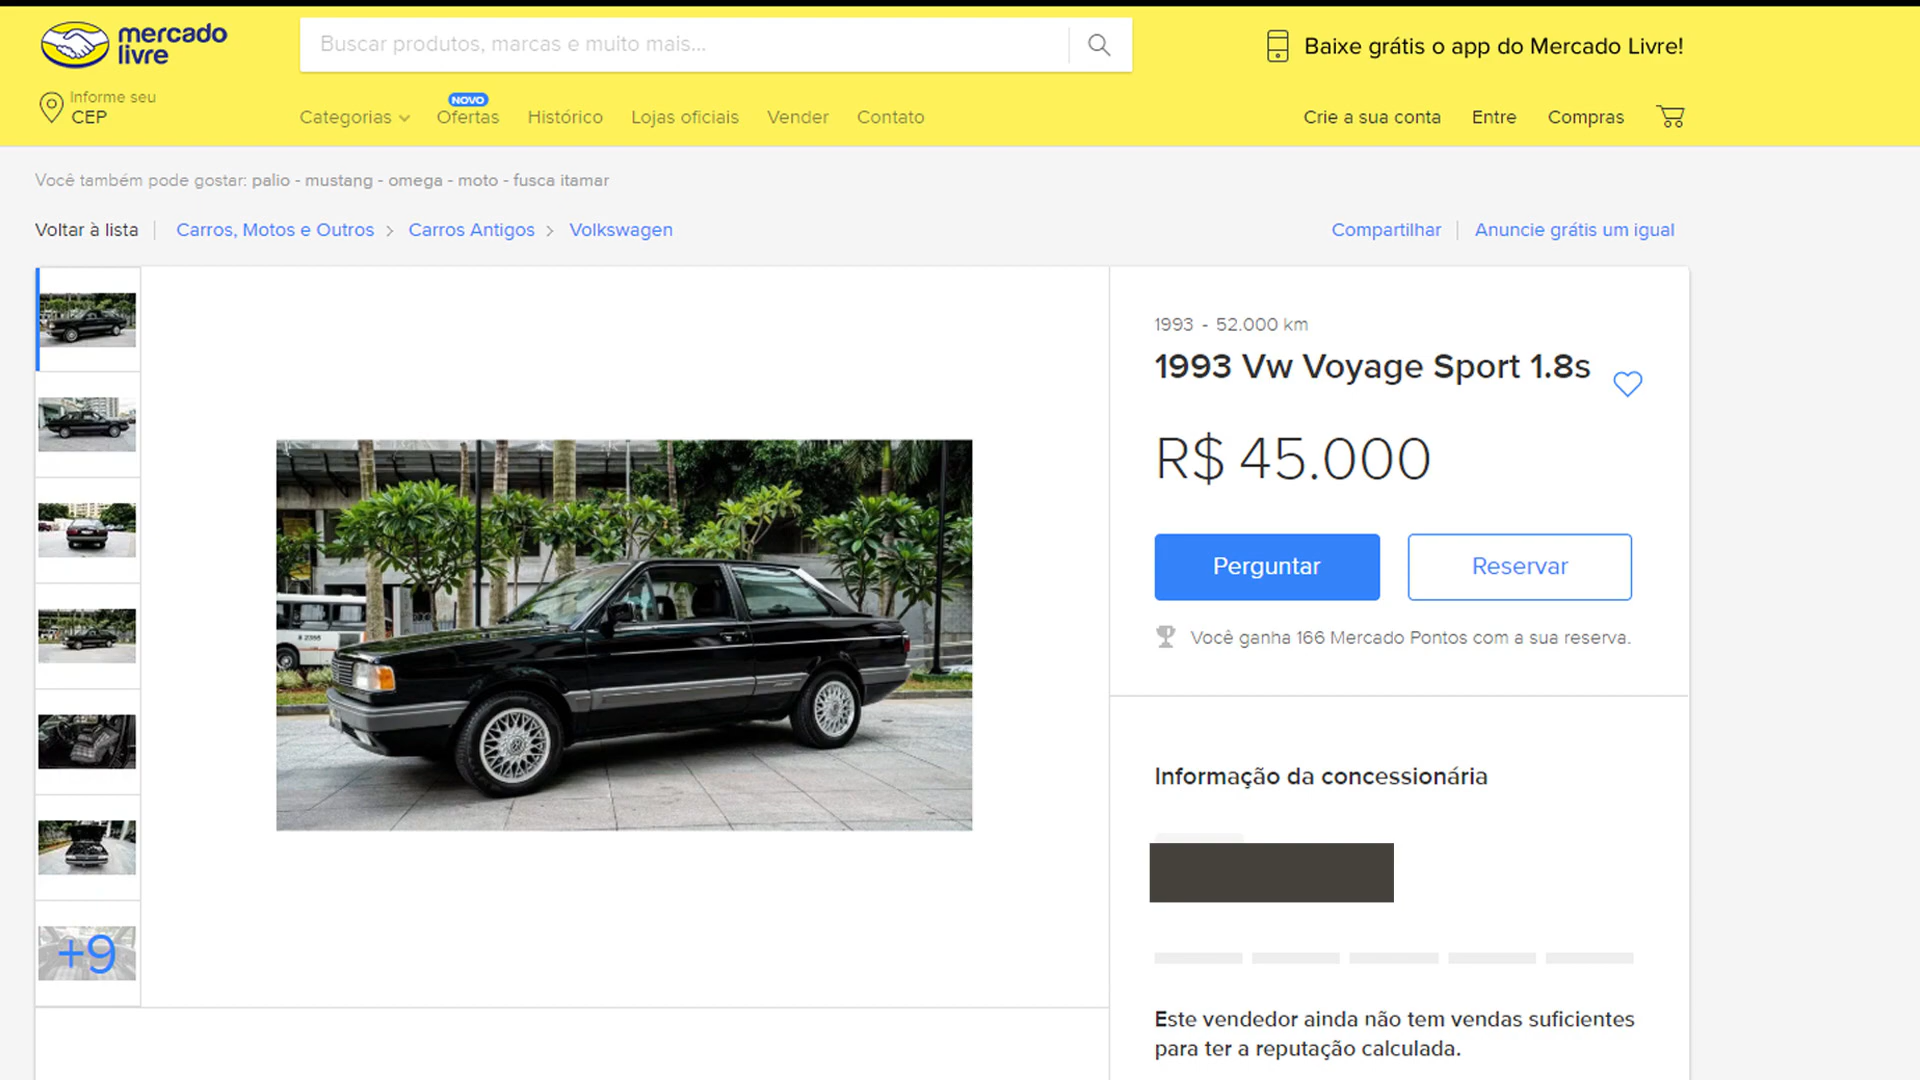 mercado
livre
Buscar produtos, marcas e muito mais...
Baixe grátis o app do Mercado Livre!
Informe seu
CEP
Categorias
NOVO
Ofertas
Histórico
Lojas oficiais
Vender
Contato
Crie a sua conta
Entre
Compras
Você também pode gostar: palio - mustang - omega - moto - fusca itamar
Voltar à lista
Carros, Motos e Outros > Carros Antigos > Volkswagen
Compartilhar
Anuncie grátis um igual
1993 - 52.000 km
1993 Vw Voyage Sport 1.8s
R$ 45.000
Perguntar
Reservar
Você ganha 166 Mercado Pontos com a sua reserva.
Informação da concessionária
+9
Este vendedor ainda não tem vendas suficientes
para ter a reputação calculada.